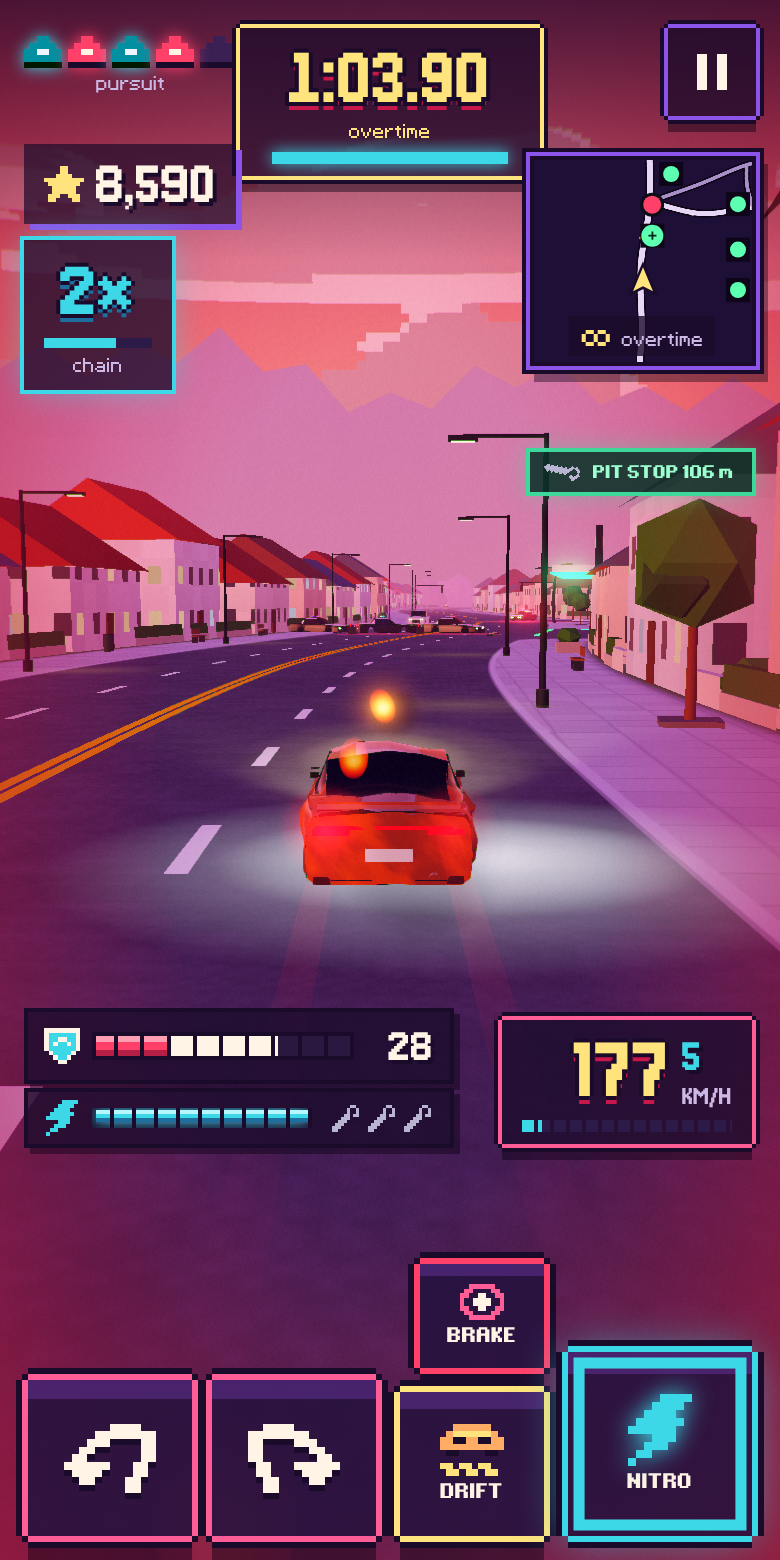 1:03.90
pursuit
overtime
8,590
2x
chain
overtime
PIT STOP 106 m
28
177 5
KM/H
BRAKE
DRIFT
NITRO